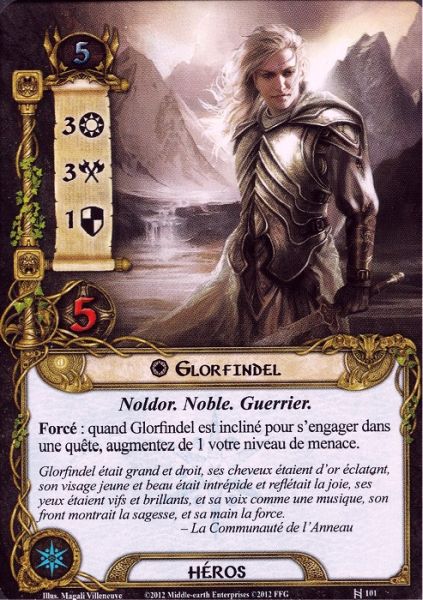 5
3
3
1
5
Glorfindel
Noldor. Noble. Guerrier.
Forcé : quand Glorfindel est incliné pour s'engager dans
une quête, augmentez de 1 votre niveau de menace.
Glorfindel était grand et droit, ses cheveux étaient d'or éclatant,
son visage jeune et beau était intrépide et reflétait la joie, ses
yeux étaient vifs et brillants, et sa voix comme une musique, son
front montrait la sagesse, et sa main la force.
– La Communauté de l'Anneau
HÉROS
Illus. Magali Villeneuve ©2012 Middle-earth Enterprises ©2012 FFG 101